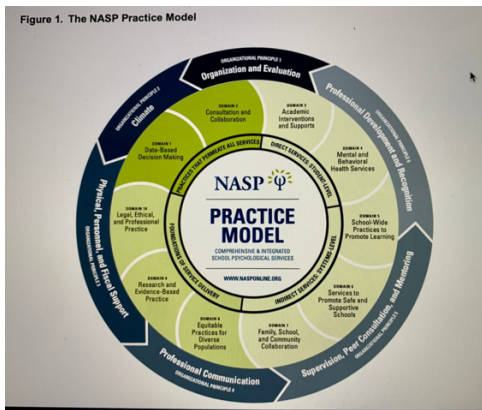 Figure 1. The NASP Practice Model
ORGANIZATIONAL PRINCIPLE 1
Organization and Evaluation
ORGANIZATIONAL PRINCIPLE 6
Professional Development and Recognition
Supervision, Peer Consultation, and Mentoring
ORGANIZATIONAL PRINCIPLE 5
Professional Communication
ORGANIZATIONAL PRINCIPLE 4
Physical, Personnel, and Fiscal Support
ORGANIZATIONAL PRINCIPLE 3
ORGANIZATIONAL PRINCIPLE 2
Climate
DOMAIN 1
Data-Based
Decision Making
DOMAIN 2
Consultation and
Collaboration
DOMAIN 3
Academic
Interventions
and Supports
DOMAIN 4
Mental and
Behavioral
Health Services
DOMAIN 5
School-Wide
Practices to
Promote Learning
DOMAIN 6
Services to
Promote Safe and
Supportive
Schools
DOMAIN 7
Family, School,
and Community
Collaboration
DOMAIN 8
Equitable
Practices for
Diverse
Populations
DOMAIN 9
Research and
Evidence-Based
Practice
DOMAIN 10
Legal, Ethical,
and Professional
Practice
PRACTICES THAT PERMEATE ALL SERVICES
DIRECT SERVICES: STUDENT-LEVEL
INDIRECT SERVICES: SYSTEMS-LEVEL
FOUNDATIONS OF SERVICE DELIVERY
NASP
PRACTICE
MODEL
COMPREHENSIVE & INTEGRATED
SCHOOL PSYCHOLOGICAL SERVICES
WWW.NASPONLINE.ORG